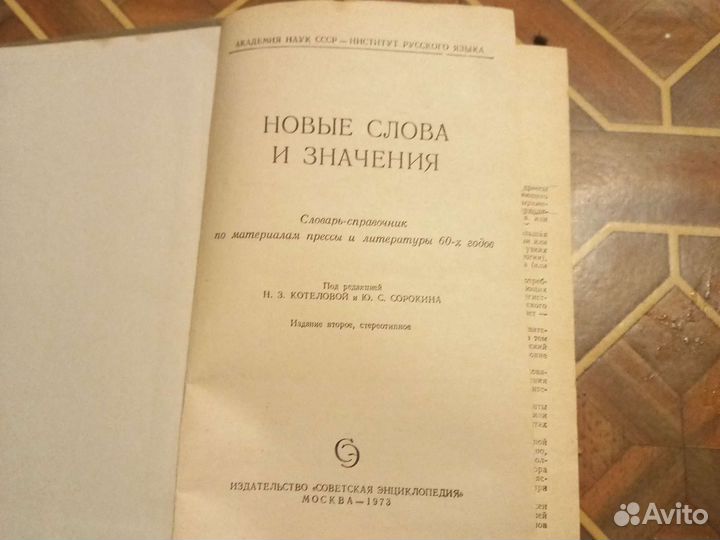 АКАДЕМИЯ НАУК СССР — ИНСТИТУТ РУССКОГО ЯЗЫКА
НОВЫЕ СЛОВА
И ЗНАЧЕНИЯ
Словарь-справочник
по материалам прессы и литературы 60-х годов
Под редакцией
Н. З. КОТЕЛОВОЙ и Ю. С. СОРОКИНА
Издание второе, стереотипное
СЭ
ИЗДАТЕЛЬСТВО «СОВЕТСКАЯ ЭНЦИКЛОПЕДИЯ»
МОСКВА — 1973
Avito